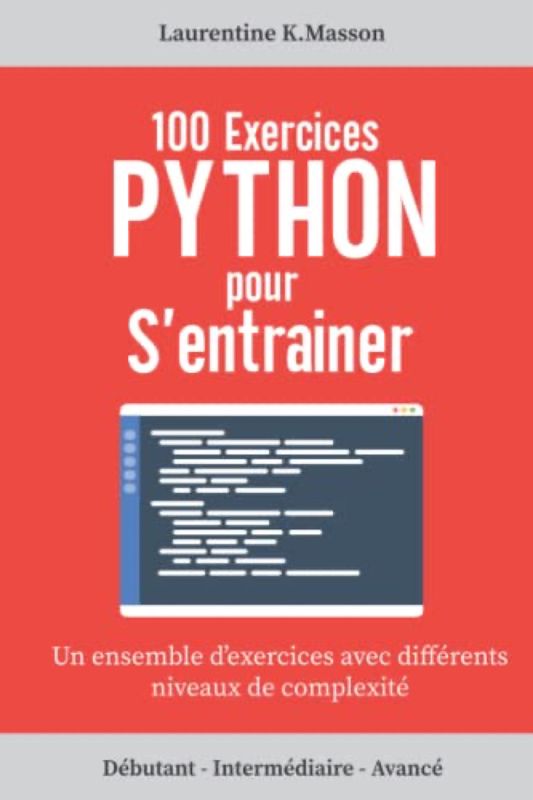 Laurentine K.Masson
100 Exercices
PYTHON
pour
S'entrainer
Un ensemble d'exercices avec différents
niveaux de complexité
Débutant - Intermédiaire - Avancé